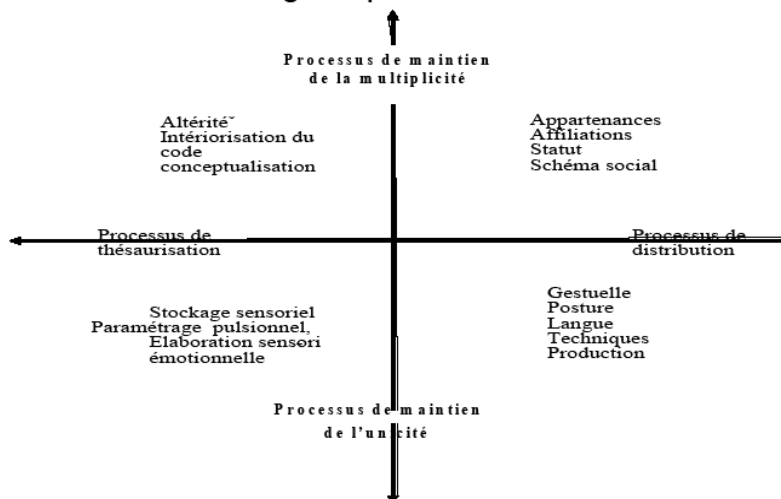 Processus de maintien
de la multiplicité
Altérité˘
Intériorisation du
code
conceptualisation
Appartenances
Affiliations
Statut
Schéma social
Processus de
thésaurisation
Processus de
distribution
Stockage sensoriel
Paramétrage pulsionnel,
Elaboration sensori
émotionnelle
Gestuelle
Posture
Langue
Techniques
Production
Processus de maintien
de l'unicité